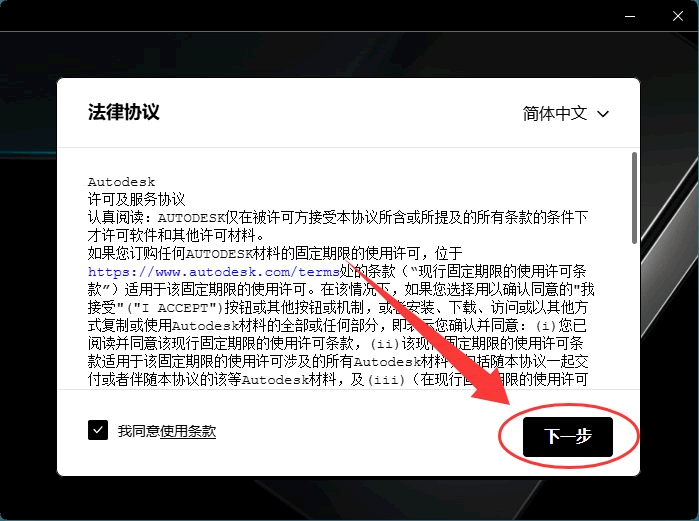 法律协议
简体中文
Autodesk
许可及服务协议
认真阅读：AUTODESK仅在被许可方接受本协议所含或所提及的所有条款的条件下
才许可软件和其他许可材料。
如果您订购任何AUTODESK材料的固定期限的使用许可，位于
https://www.autodesk.com/terms处的条款（“现行固定期限的使用许可条
款”）适用于该固定期限的使用许可。在该情况下，如果您选择用以确认同意的"我
接受"("I ACCEPT")按钮或其他按钮或机制，或者安装、下载、访问或以其他方
式复制或使用Autodesk材料的全部或任何部分，即表示您确认并同意：(i)您已
阅读并同意该现行固定期限的使用许可条款，(ii)该现行固定期限的使用许可条
款适用于该固定期限的使用许可涉及的所有Autodesk材料，包括随本协议一起交
付或者伴随本协议的该等Autodesk材料，及(iii)（在现行固定期限的使用许可
我同意使用条款
下一步